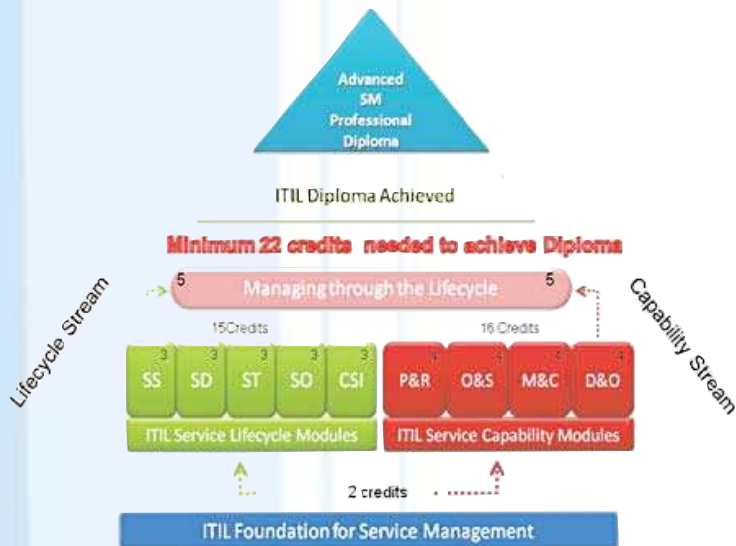 Advanced
SM
Professional
Diploma
ITIL Diploma Achieved
Minimum 22 credits needed to achieve Diploma
5 Managing through the Lifecycle 5
Lifecycle Stream
Capability Stream
15Credits
16 Credits
3 3 3 3 3 4 4 4 4
SS SD ST SO CSI P&R O&S M&C D&O
ITIL Service Lifecycle Modules
ITIL Service Capability Modules
2 credits
ITIL Foundation for Service Management